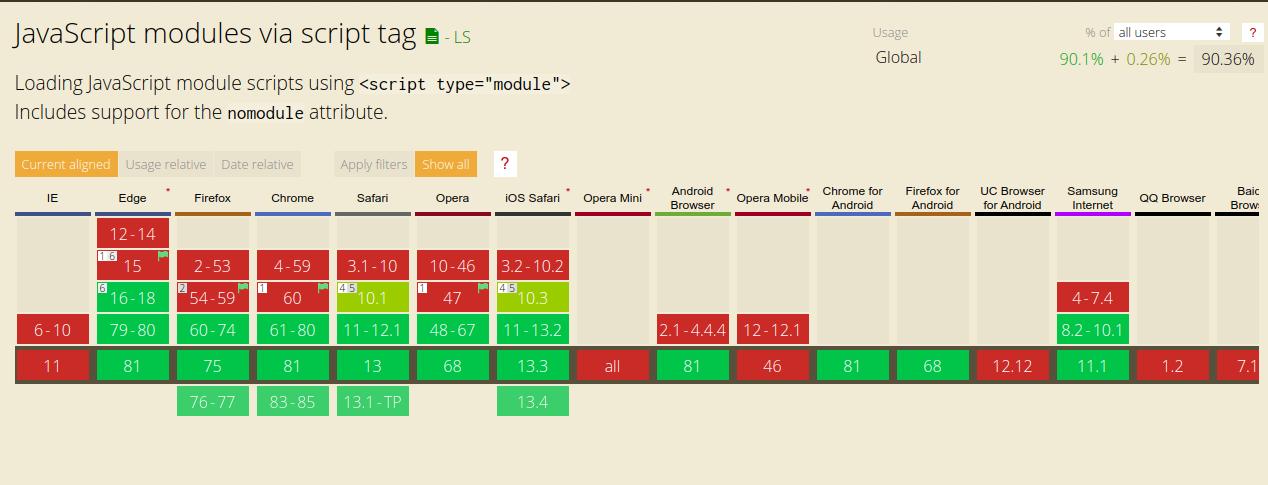 JavaScript modules via script tag - LS
Usage % of all users ?
Global 90.1% + 0.26% = 90.36%
Loading JavaScript module scripts using <script type="module">
Includes support for the nomodule attribute.
Current aligned Usage relative Date relative Apply filters Show all ?
IE Edge * Firefox Chrome Safari Opera iOS Safari * Opera Mini * Android Browser * Opera Mobile * Chrome for Android Firefox for Android UC Browser for Android Samsung Internet QQ Browser Baid Brows
12-14
1 6 15 2-53 4-59 3.1-10 10-46 3.2-10.2
6 16-18 2 54-59 1 60 4 5 10.1 1 47 4 5 10.3 4-7.4
6-10 79-80 60-74 61-80 11-12.1 48-67 11-13.2 2.1-4.4.4 12-12.1 8.2-10.1
11 81 75 81 13 68 13.3 all 81 46 81 68 12.12 11.1 1.2 7.1
76-77 83-85 13.1-TP 13.4